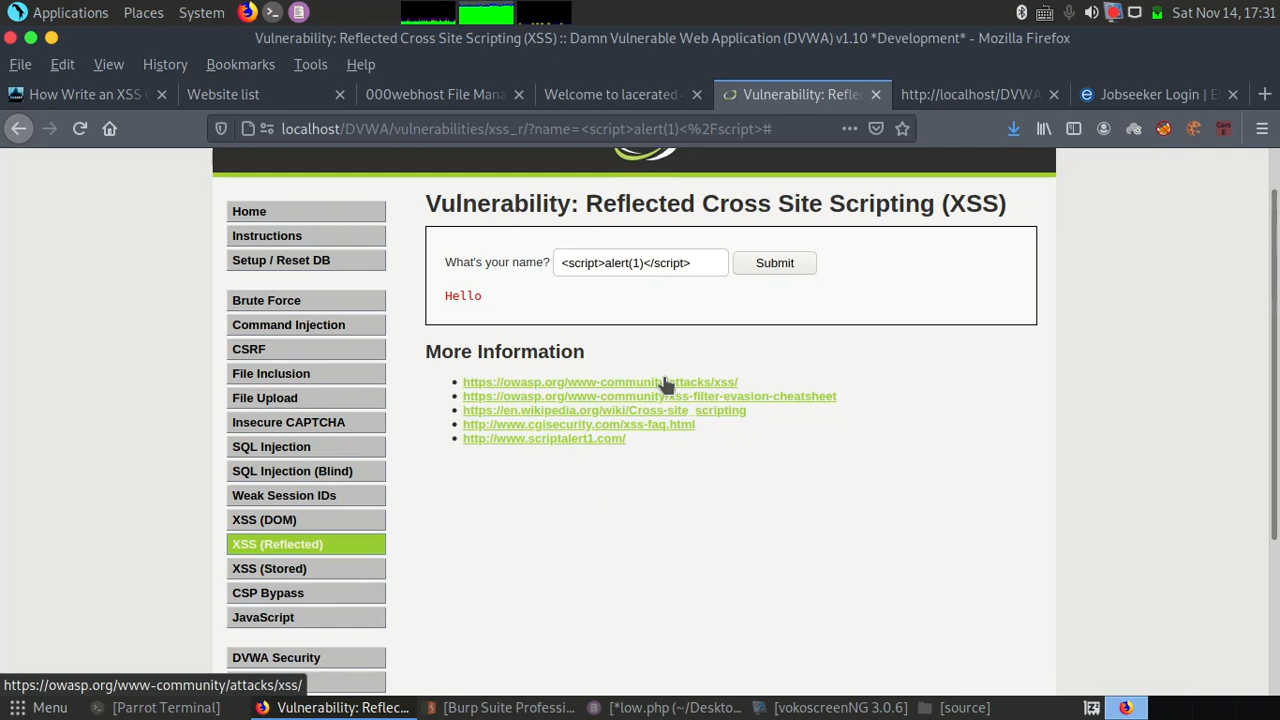 Applications Places System Sat Nov 14, 17:31
Vulnerability: Reflected Cross Site Scripting (XSS) :: Damn Vulnerable Web Application (DVWA) v1.10 *Development* - Mozilla Firefox
File Edit View History Bookmarks Tools Help
How Write an XSS Website list 000webhost File Mana Welcome to lacerated- Vulnerability: Reflec http://localhost/DVWA Jobseeker Login | E
localhost/DVWA/vulnerabilities/xss_r/?name=<script>alert(1)<%2Fscript>#
Vulnerability: Reflected Cross Site Scripting (XSS)
Home
Instructions
Setup / Reset DB
What's your name? <script>alert(1)</script> Submit
Hello
Brute Force
Command Injection
CSRF
File Inclusion
File Upload
Insecure CAPTCHA
SQL Injection
SQL Injection (Blind)
Weak Session IDs
XSS (DOM)
XSS (Reflected)
XSS (Stored)
CSP Bypass
JavaScript
DVWA Security
More Information
• https://owasp.org/www-community/attacks/xss/
• https://owasp.org/www-community/xss-filter-evasion-cheatsheet
• https://en.wikipedia.org/wiki/Cross-site_scripting
• http://www.cgisecurity.com/xss-faq.html
• http://www.scriptalert1.com/
https://owasp.org/www-community/attacks/xss/
Menu [Parrot Terminal] Vulnerability: Reflec... [Burp Suite Professi... [*low.php (~/Deskto... [vokoscreenNG 3.0.6] [source]